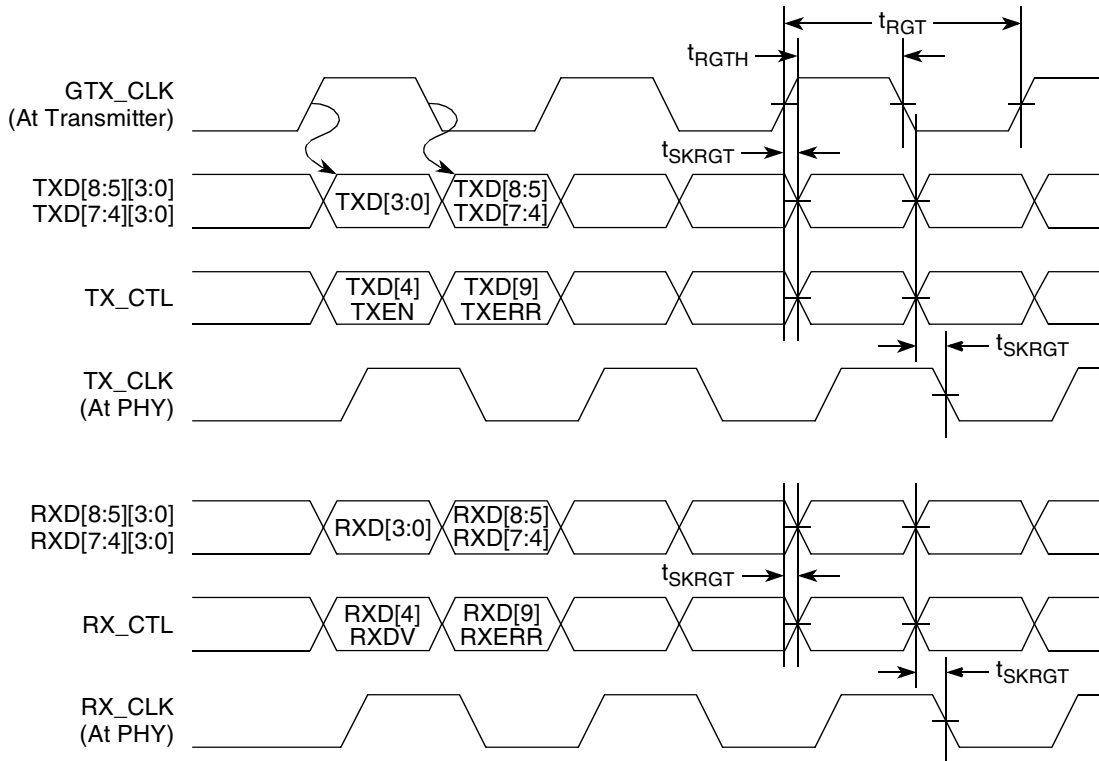 tRGT
tRGTH
GTX_CLK
(At Transmitter)
tSKRGT
TXD[8:5][3:0]
TXD[7:4][3:0]
TXD[3:0]
TXD[8:5]
TXD[7:4]
TX_CTL
TXD[4]
TXEN
TXD[9]
TXERR
tSKRGT
TX_CLK
(At PHY)
RXD[8:5][3:0]
RXD[7:4][3:0]
RXD[3:0]
RXD[8:5]
RXD[7:4]
tSKRGT
RX_CTL
RXD[4]
RXDV
RXD[9]
RXERR
tSKRGT
RX_CLK
(At PHY)